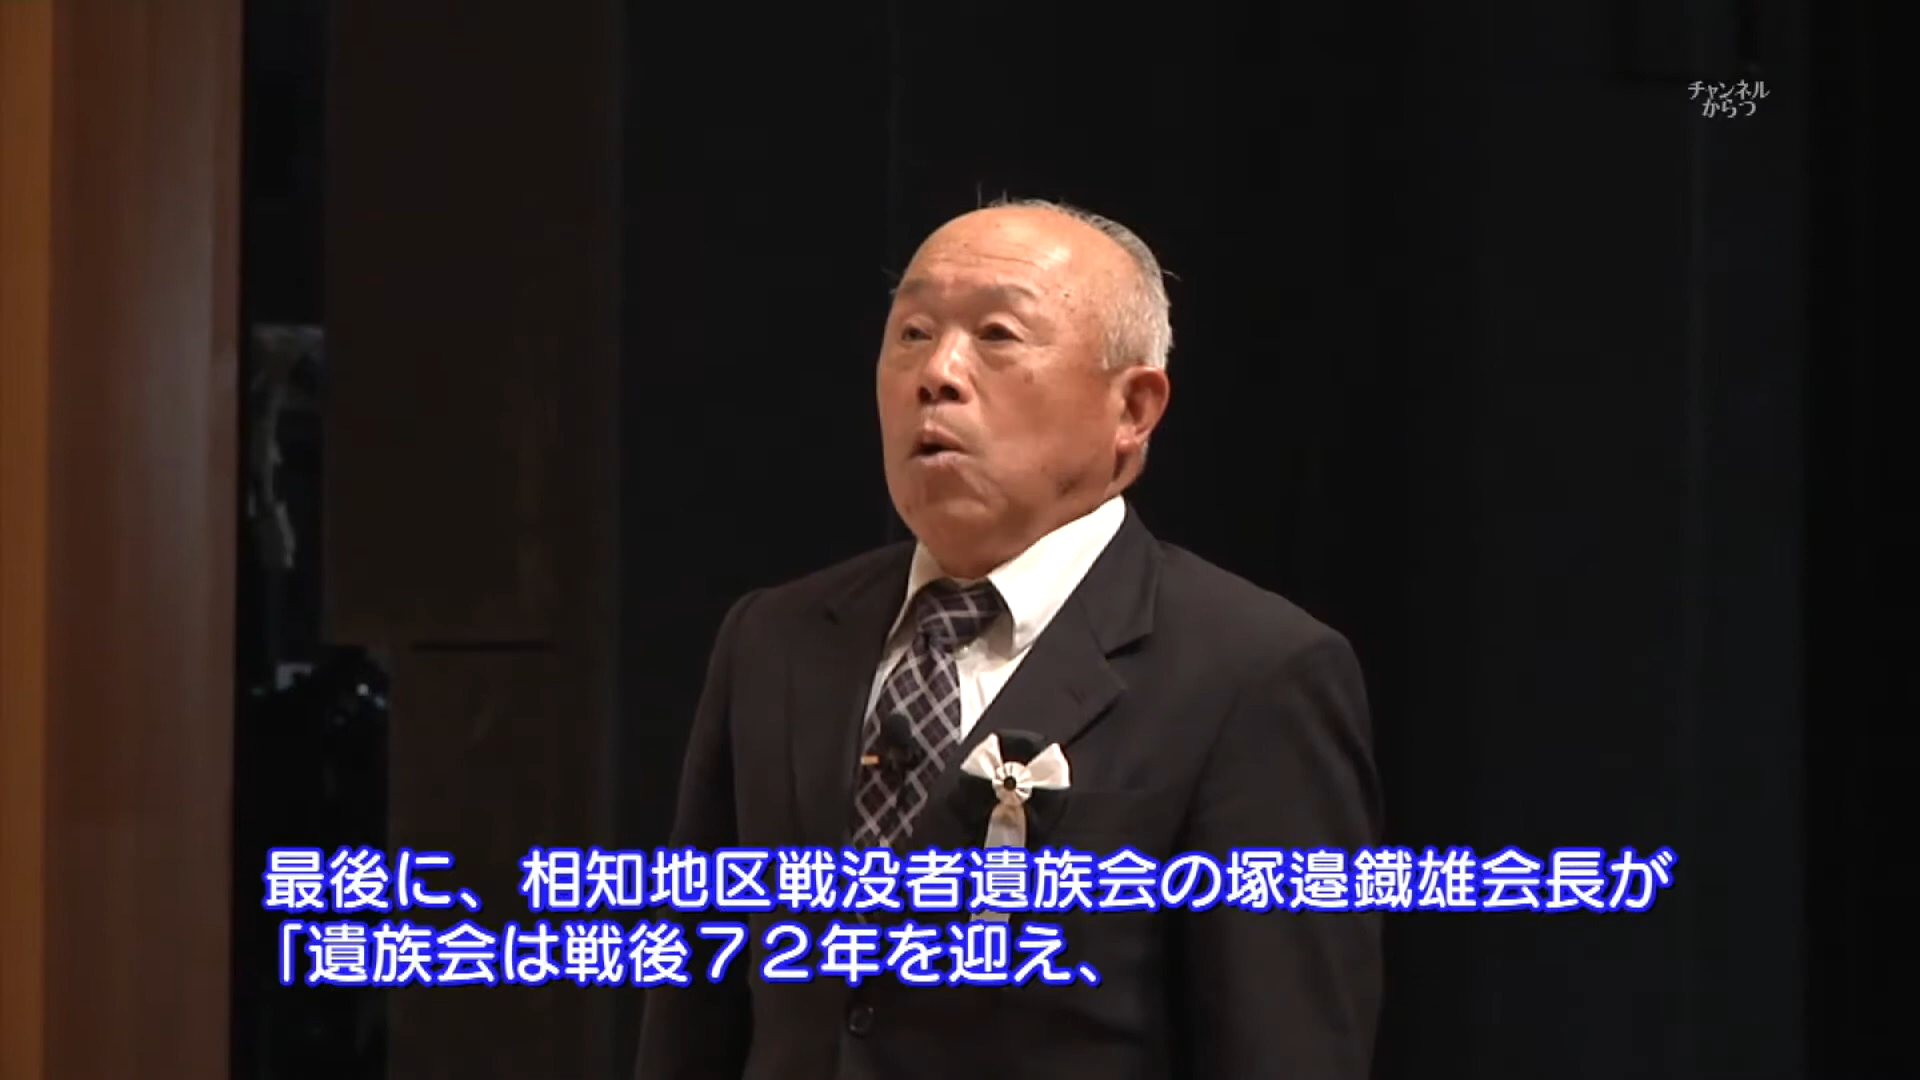 チャンネル
からつ
最後に、相知地区戦没者遺族会の塚邉鐵雄会長が
「遺族会は戦後７２年を迎え、